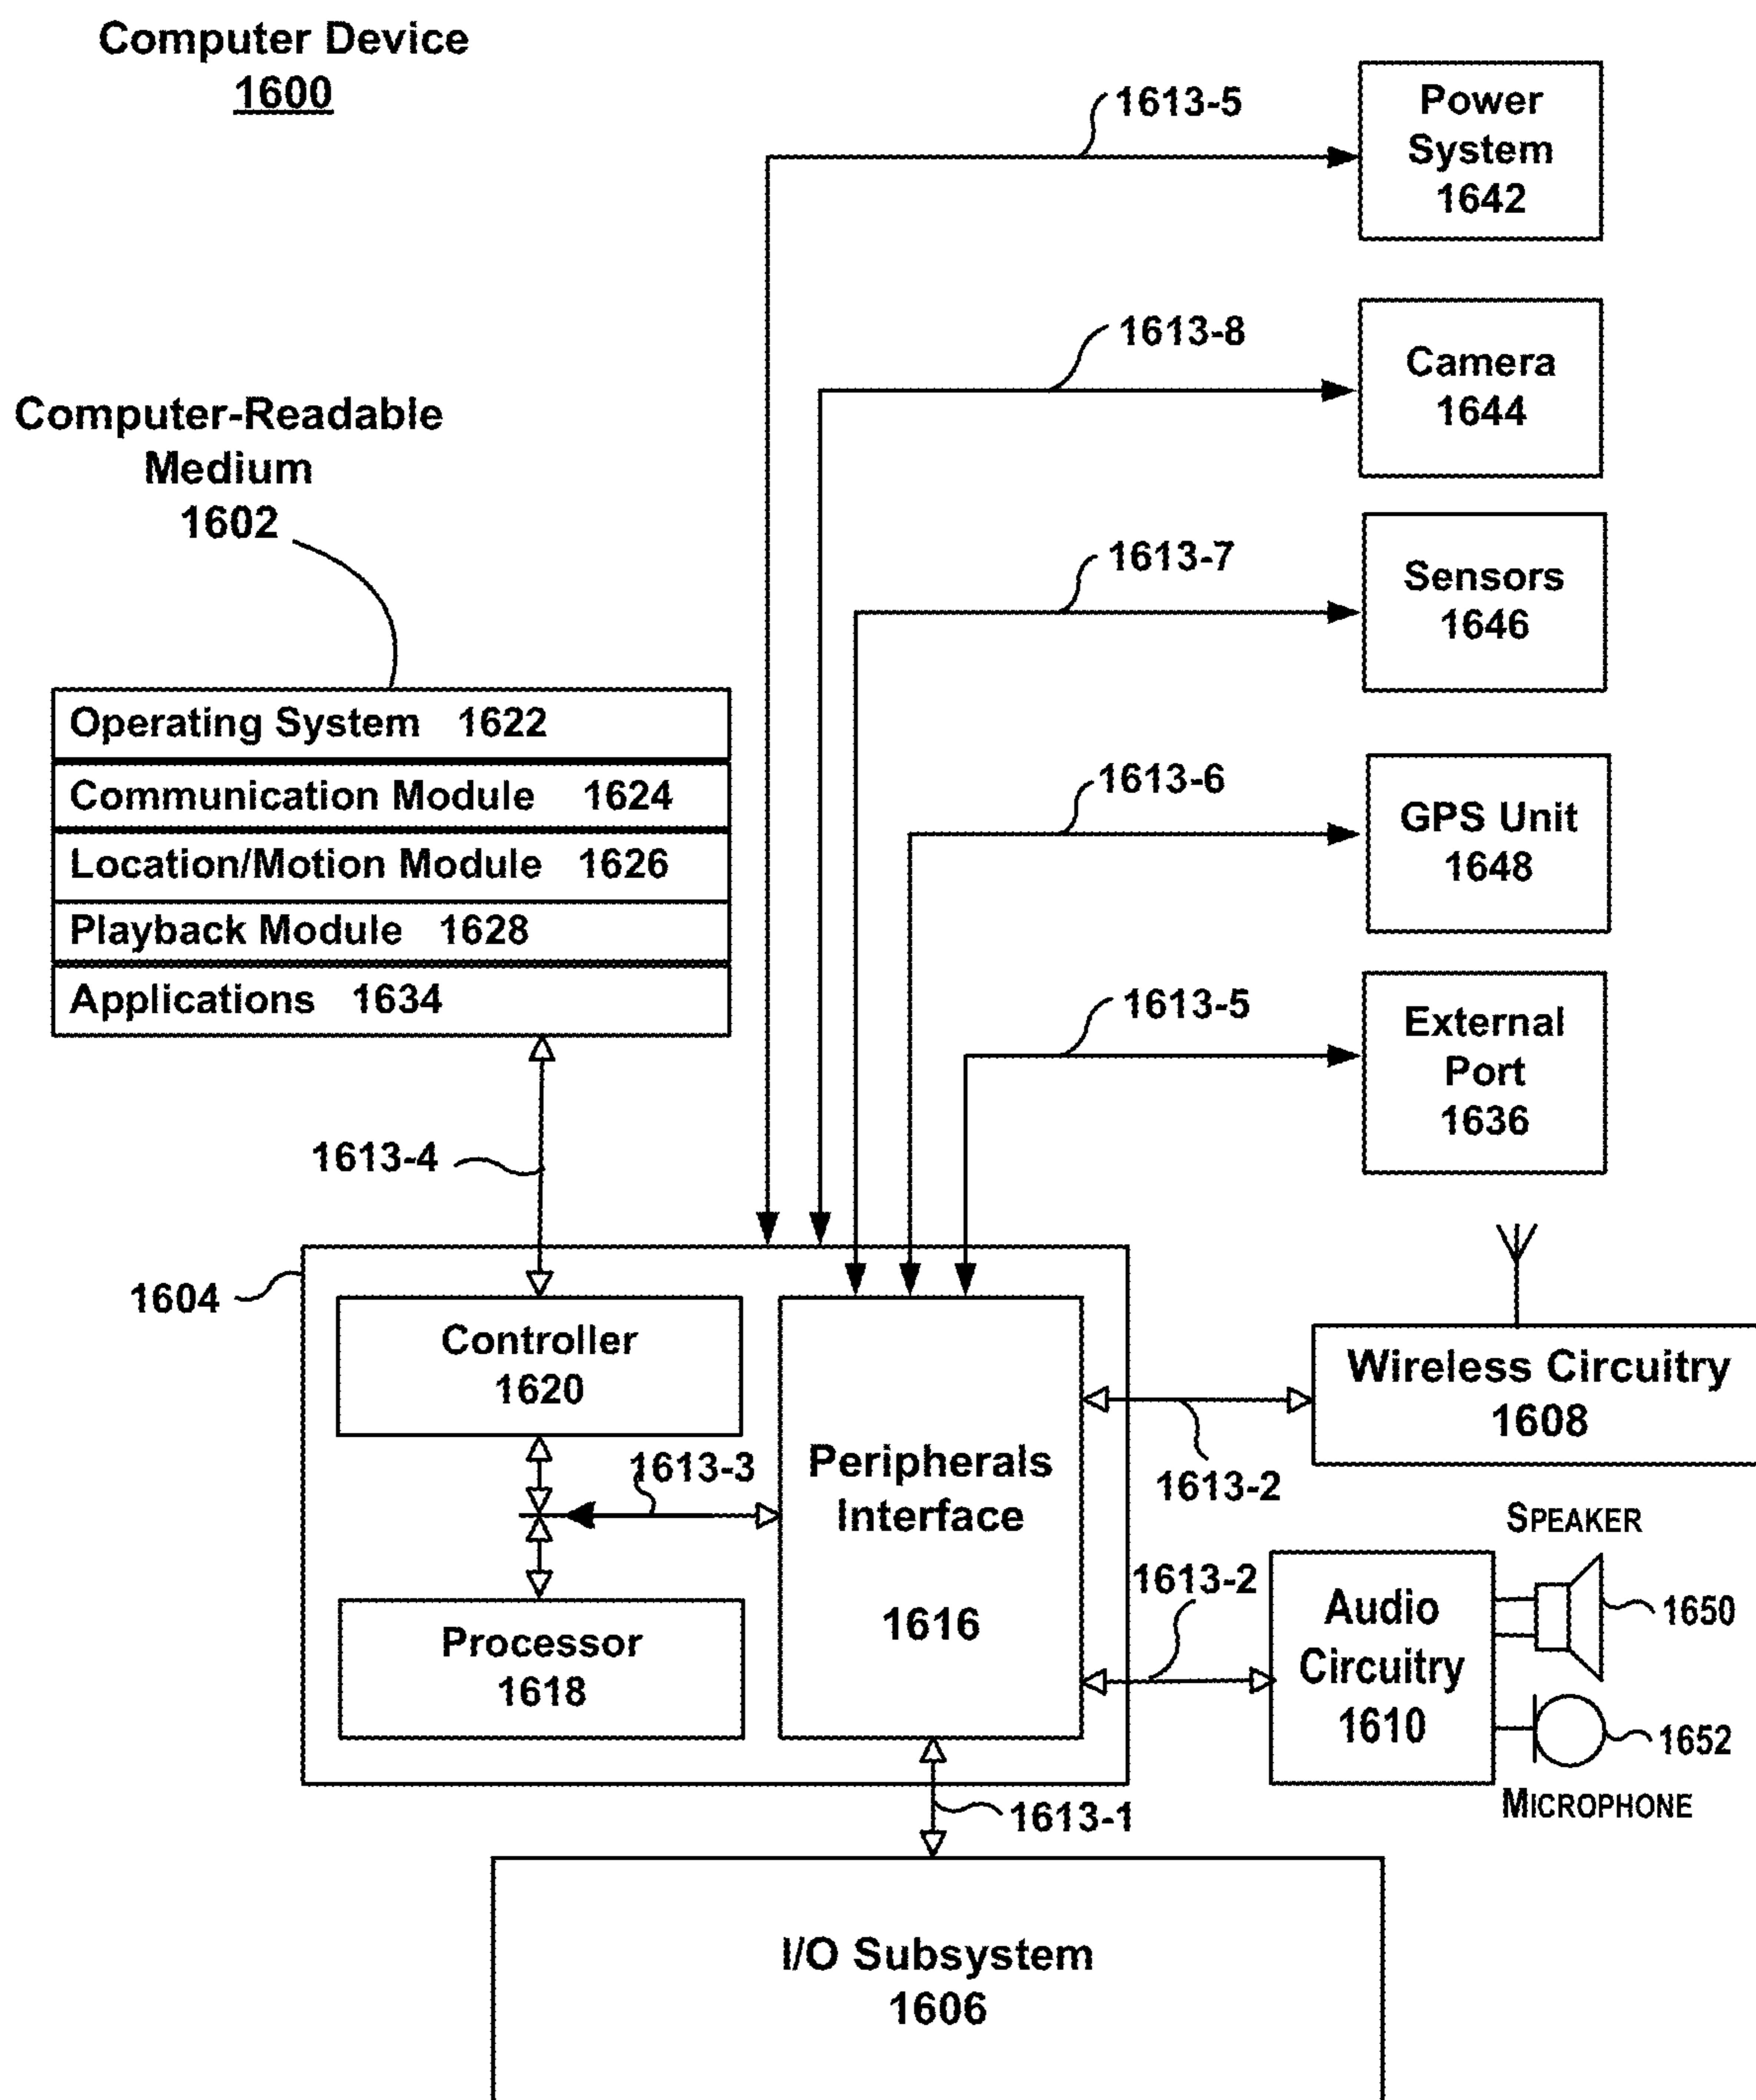 Computer Device
1600
1613-5
Power
System
1642
1613-8
Camera
1644
Computer-Readable
Medium
1602
1613-7
Sensors
1646
Operating System 1622
Communication Module 1624
Location/Motion Module 1626
Playback Module 1628
Applications 1634
1613-6
GPS Unit
1648
1613-5
External
Port
1636
1613-4
1604
Controller
1620
Wireless Circuitry
1608
1613-3
Peripherals
Interface
1616
1613-2
Processor
1618
1613-2
SPEAKER
Audio
Circuitry
1610
1650
1652
MICROPHONE
1613-1
I/O Subsystem
1606